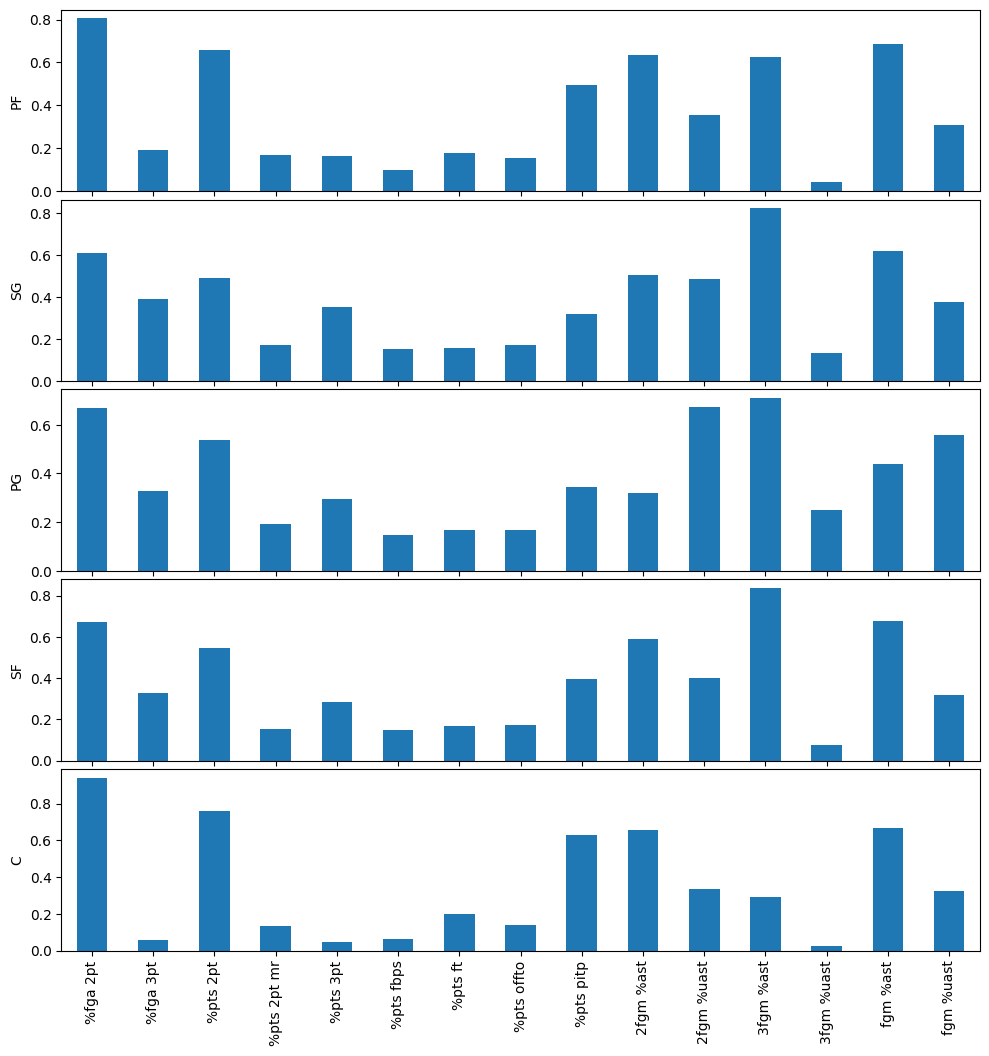 0.8
0.6
0.4
0.2
0.0
PF
0.8
0.6
0.4
0.2
0.0
SG
0.6
0.4
0.2
0.0
PG
0.8
0.6
0.4
0.2
0.0
SF
0.8
0.6
0.4
0.2
0.0
C
%fga 2pt
%fga 3pt
%pts 2pt
%pts 2pt mr
%pts 3pt
%pts fbps
%pts ft
%pts offto
%pts pitp
2fgm %ast
2fgm %uast
3fgm %ast
3fgm %uast
fgm %ast
fgm %uast